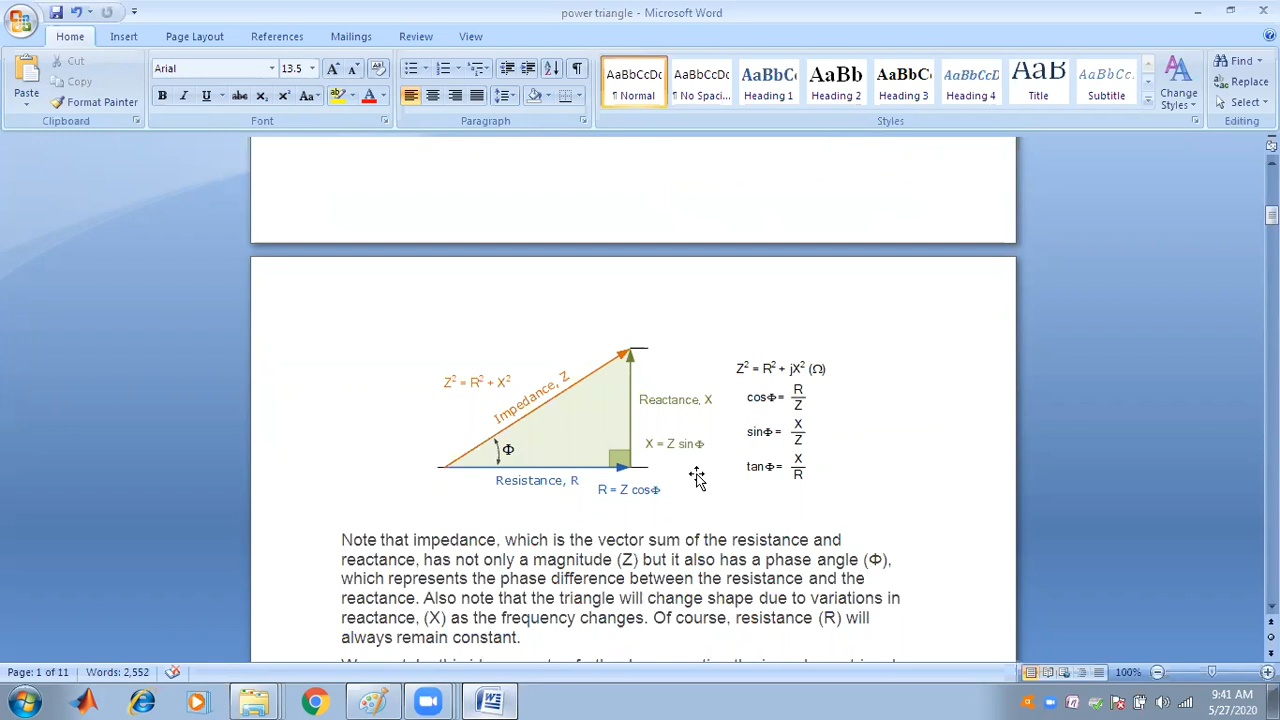 power triangle - Microsoft Word
Home Insert Page Layout References Mailings Review View
Paste
Cut
Copy
Format Painter
Clipboard
Arial 13.5
Font
Paragraph
AaBbCcDc AaBbCcDc AaBbC AaBb AaBbC AaBbCcD AaB AaBbCcD
¶ Normal ¶ No Spaci... Heading 1 Heading 2 Heading 3 Heading 4 Title Subtitle
Change Styles
Styles
Find
Replace
Select
Editing
Z² = R² + X²
Impedance, Z
Φ
Reactance, X
X = Z sinΦ
Resistance, R
R = Z cosΦ
Z² = R² + jX² (Ω)
cosΦ = R/Z
sinΦ = X/Z
tanΦ = X/R
Note that impedance, which is the vector sum of the resistance and
reactance, has not only a magnitude (Z) but it also has a phase angle (Φ),
which represents the phase difference between the resistance and the
reactance. Also note that the triangle will change shape due to variations in
reactance, (X) as the frequency changes. Of course, resistance (R) will
always remain constant.
Page: 1 of 11 Words: 2,552 100%
9:41 AM
5/27/2020